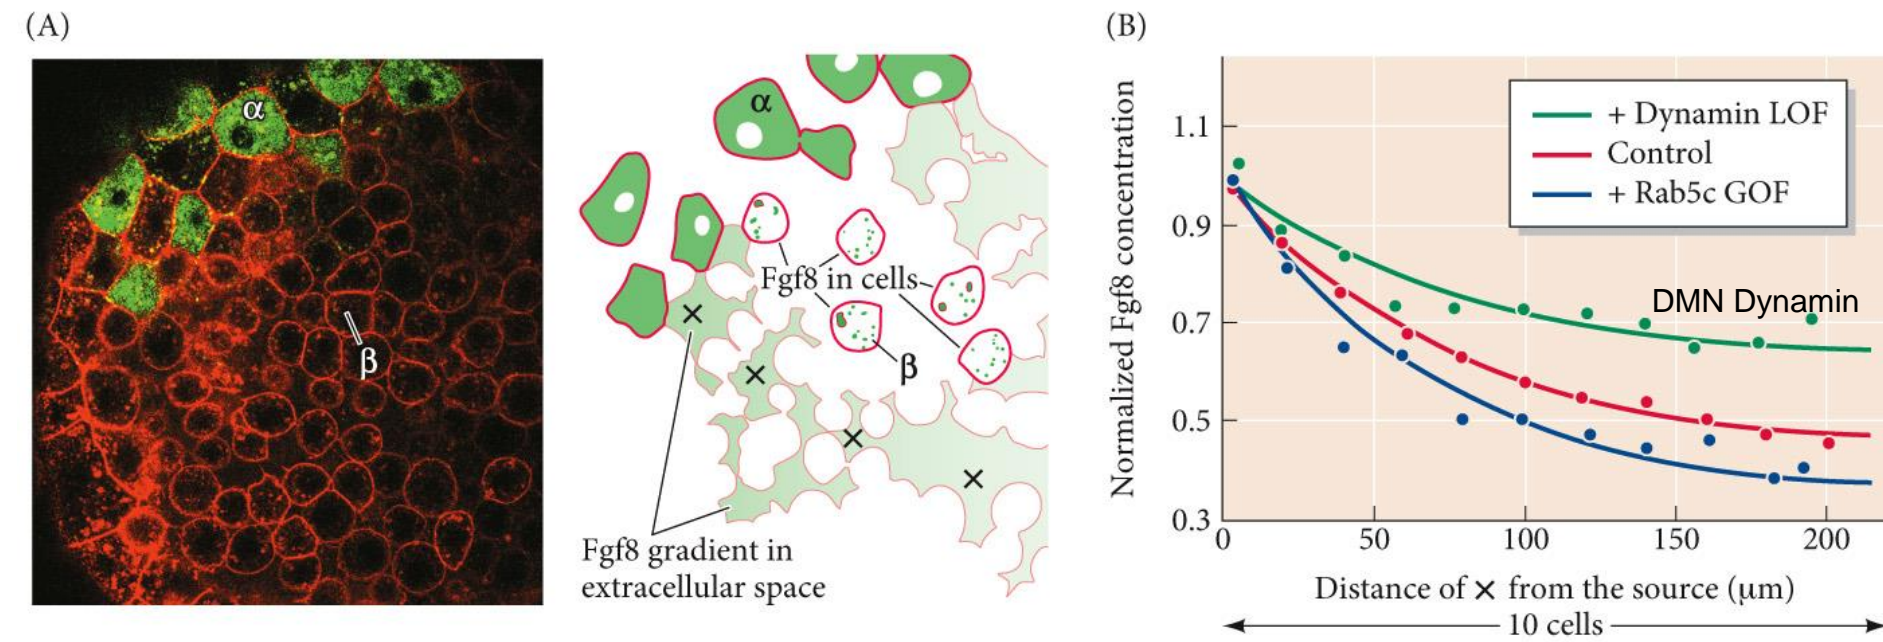 (A)
α
β
α
Fgf8 in cells
β
Fgf8 gradient in
extracellular space
(B)
Normalized Fgf8 concentration
1.1
0.9
0.7
0.5
0.3
+ Dynamin LOF
Control
+ Rab5c GOF
DMN Dynamin
0 50 100 150 200
Distance of × from the source (μm)
10 cells